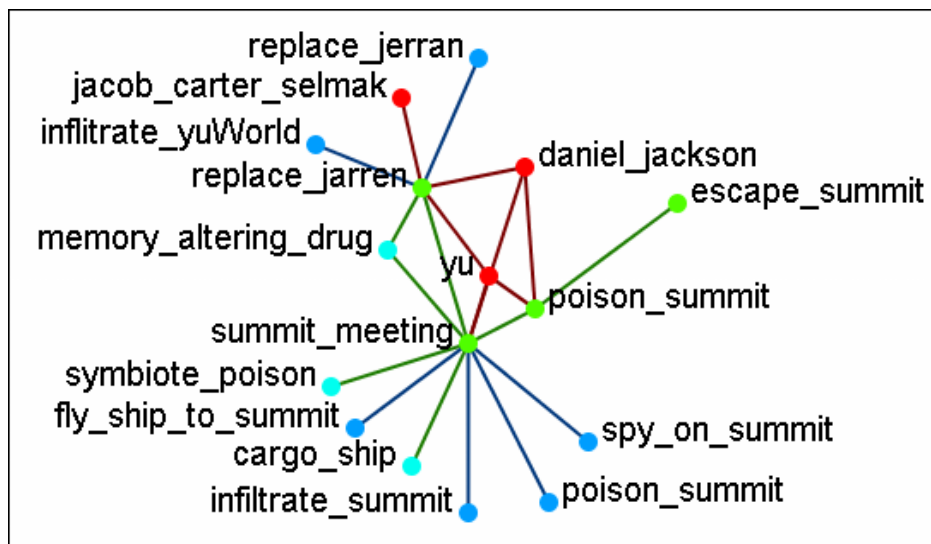 replace_jerran
jacob_carter_selmak
inflitrate_yuWorld
daniel_jackson
replace_jarren
escape_summit
memory_altering_drug
yu
poison_summit
summit_meeting
symbiote_poison
fly_ship_to_summit
spy_on_summit
cargo_ship
infiltrate_summit
poison_summit